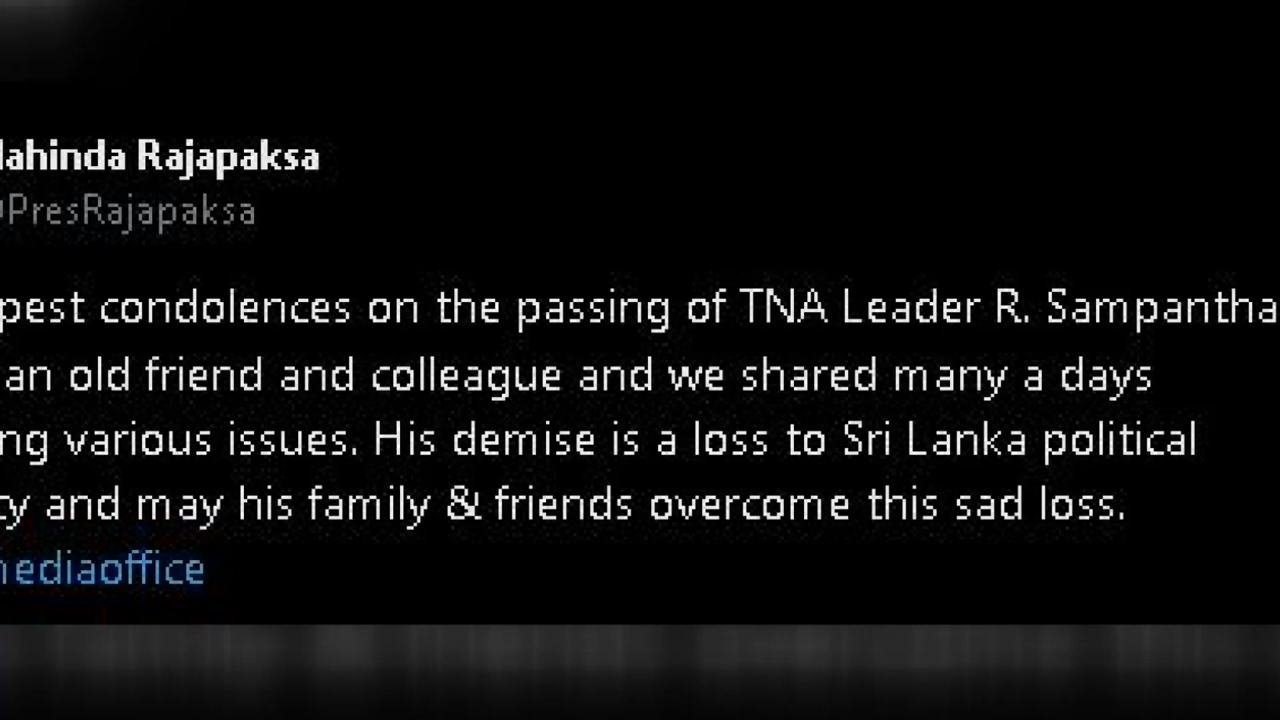 lahinda Rajapaksa
PresRajapaksa
pest condolences on the passing of TNA Leader R. Sampantha
an old friend and colleague and we shared many a days
ng various issues. His demise is a loss to Sri Lanka political
ty and may his family & friends overcome this sad loss.
mediaoffice